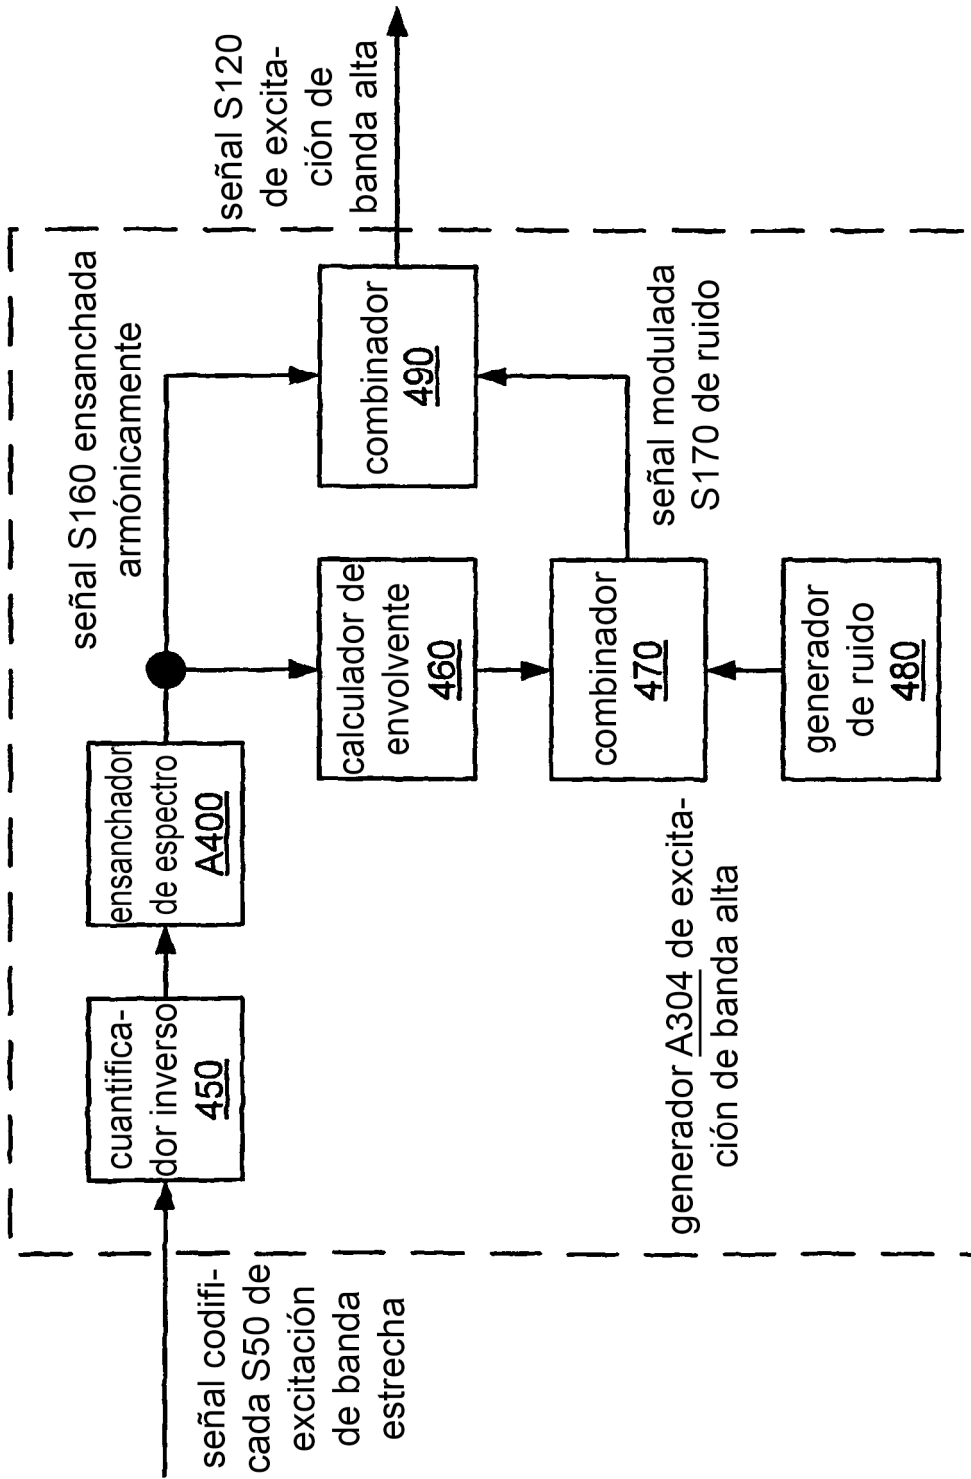 señal codifi-
cada S50 de
excitación
de banda
estrecha
cuantifica-
dor inverso
450
ensanchador
de espectro
A400
señal S160 ensanchada
armónicamente
calculador de
envolvente
460
combinador
490
señal S120
de excita-
ción de
banda alta
combinador
470
señal modulada
S170 de ruido
generador
de ruido
480
generador A304 de excita-
ción de banda alta